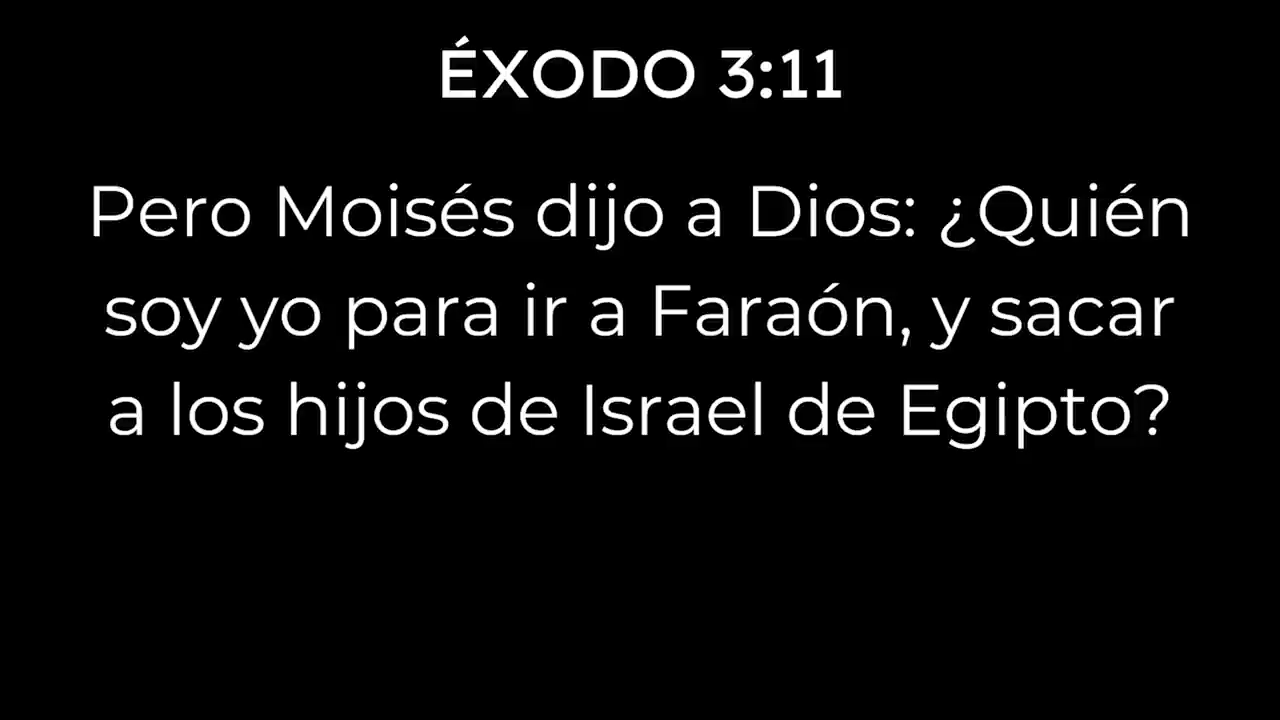 ÉXODO 3:11
Pero Moisés dijo a Dios: ¿Quién
soy yo para ir a Faraón, y sacar
a los hijos de Israel de Egipto?